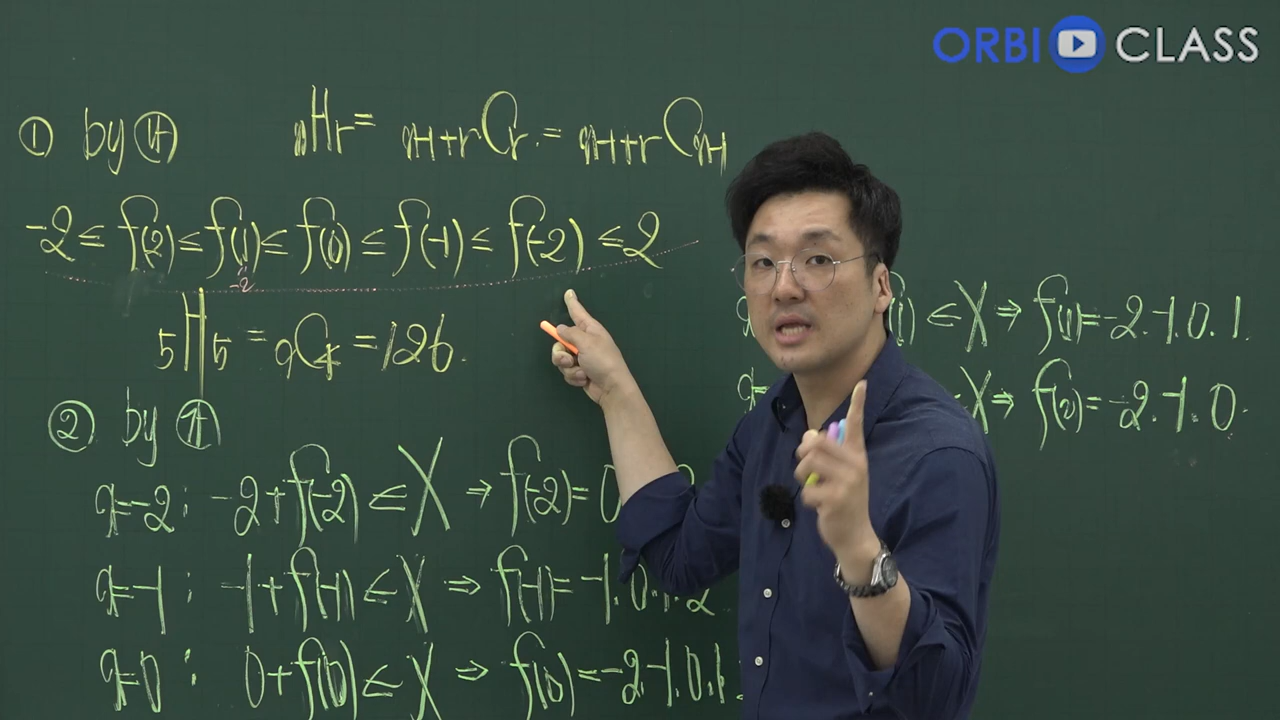 ORBI CLASS
① by ㉯
nHr = n-1+rCr = n-1+rCn-1
-2 ≤ f(2) ≤ f(1) ≤ f(0) ≤ f(-1) ≤ f(-2) ≤ 2
-2
5H5 = 9C4 = 126.
② by ㉮
a=-2 : -2+f(-2) ∈ X ⇒ f(-2)= 0
a=-1 : -1+f(-1) ∈ X ⇒ f(-1)= -1.0.1.2
a=0 : 0+f(0) ∈ X ⇒ f(0)=-2.-1.0.1
(1) ∈ X ⇒ f(1)=-2.-1.0.1.
X ⇒ f(2)=-2.-1.0.